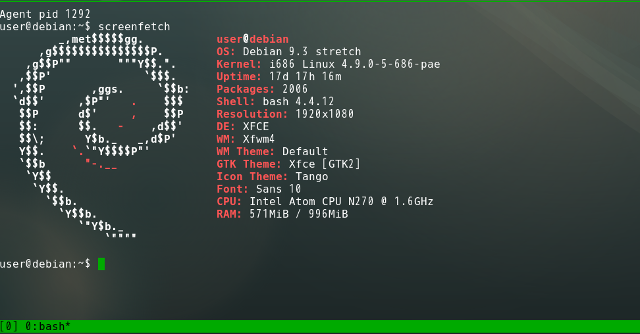 Agent pid 1292
user@debian:~$ screenfetch
         _,met$$$$$gg.           user@debian
      ,g$$$$$$$$$$$$$$$P.        OS: Debian 9.3 stretch
    ,g$$P""       """Y$$.".      Kernel: i686 Linux 4.9.0-5-686-pae
   ,$$P'              `$$$.      Uptime: 17d 17h 16m
 ',$$P       ,ggs.     `$$b:     Packages: 2006
 `d$$'     ,$P"'   .    $$$      Shell: bash 4.4.12
  $$P      d$'     ,    $$P      Resolution: 1920x1080
  $$:      $$.   -    ,d$$'      DE: XFCE
  $$\;      Y$b._   _,d$P'       WM: Xfwm4
  Y$$.    `.`"Y$$$$P"'           WM Theme: Default
  `$$b      "-.__                GTK Theme: Xfce [GTK2]
   `Y$$                          Icon Theme: Tango
    `Y$$.                        Font: Sans 10
      `$$b.                      CPU: Intel Atom CPU N270 @ 1.6GHz
        `Y$$b.                   RAM: 571MiB / 996MiB
           `"Y$b._
               `""""
user@debian:~$
[0] 0:bash*